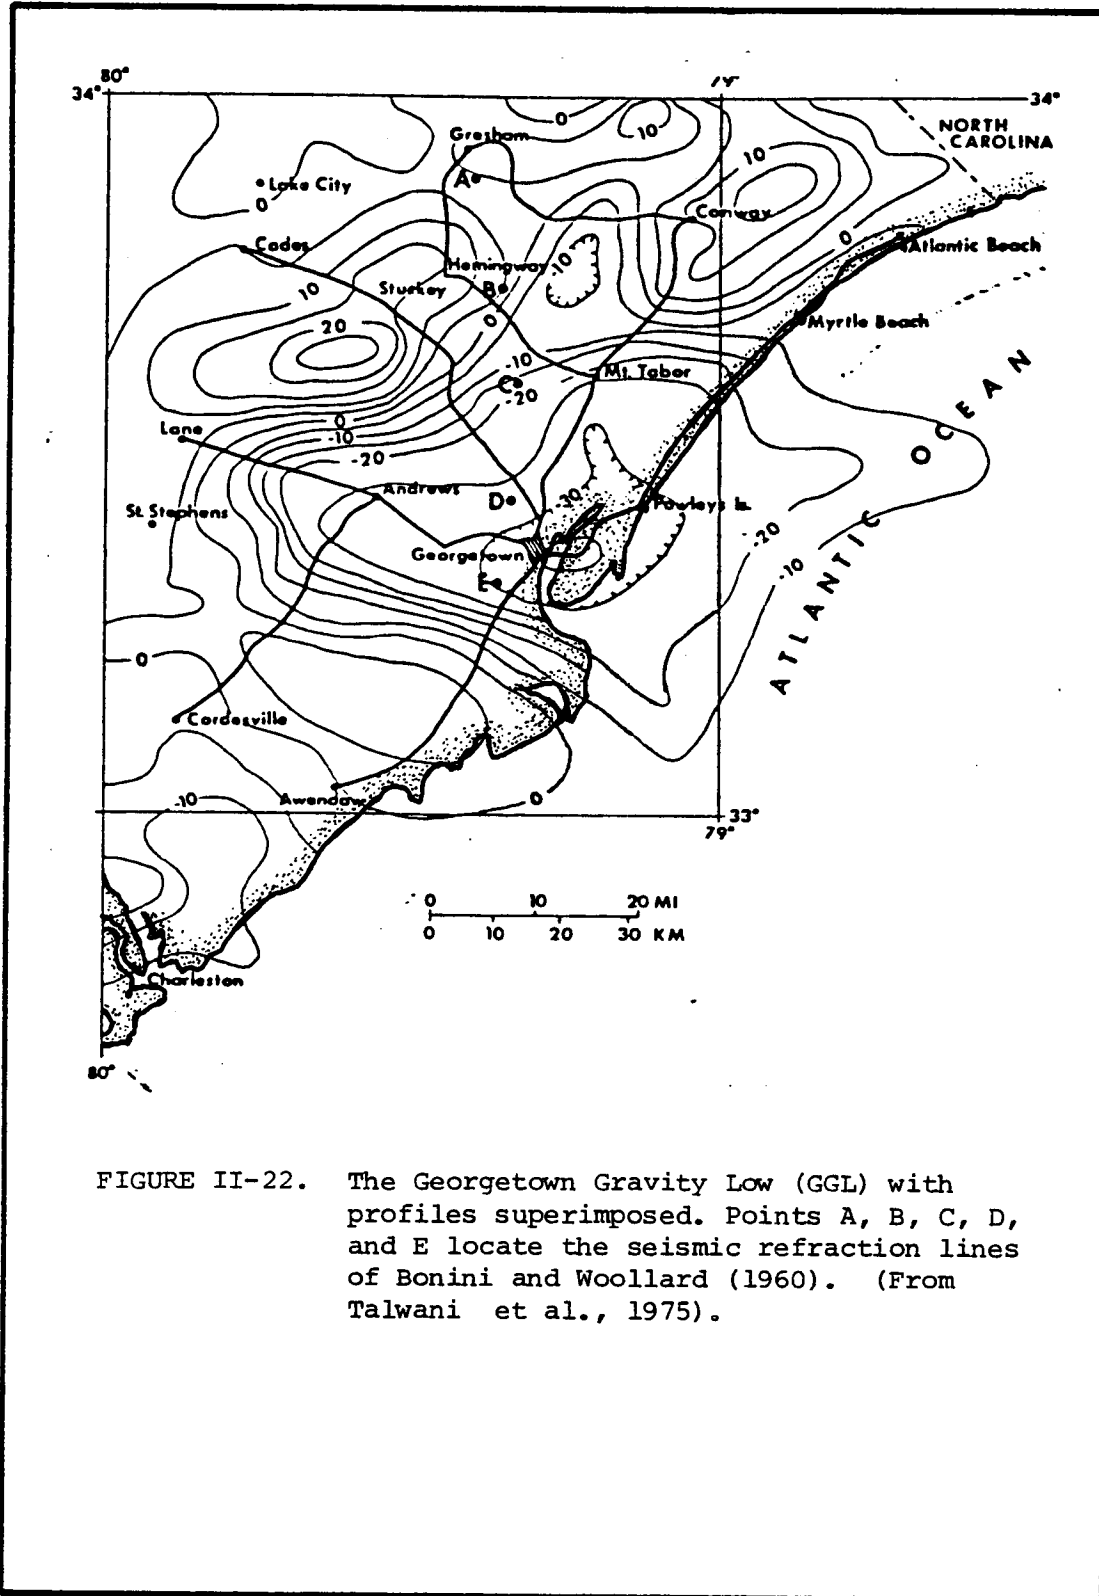 80°
34°
34°
NORTH
CAROLINA
0
10
Gresham
10
A
Lake City
0
Conway
Cades
0
Atlantic Beach
Hemingway
-10
10
Stuckey
B
20
0
Myrtle Beach
-10
Mt. Tabor
C
-20
OCEAN
0
Lane
-10
-20
Andrews
D
-30
Pawleys Is.
St. Stephens
-20
Georgetown
-10
E
ATLANTIC
0
Cordesville
-10
Awendaw
0
33°
79°
0 10 20 MI
0 10 20 30 KM
Charleston
80°
FIGURE II-22. The Georgetown Gravity Low (GGL) with
profiles superimposed. Points A, B, C, D,
and E locate the seismic refraction lines
of Bonini and Woollard (1960). (From
Talwani et al., 1975).